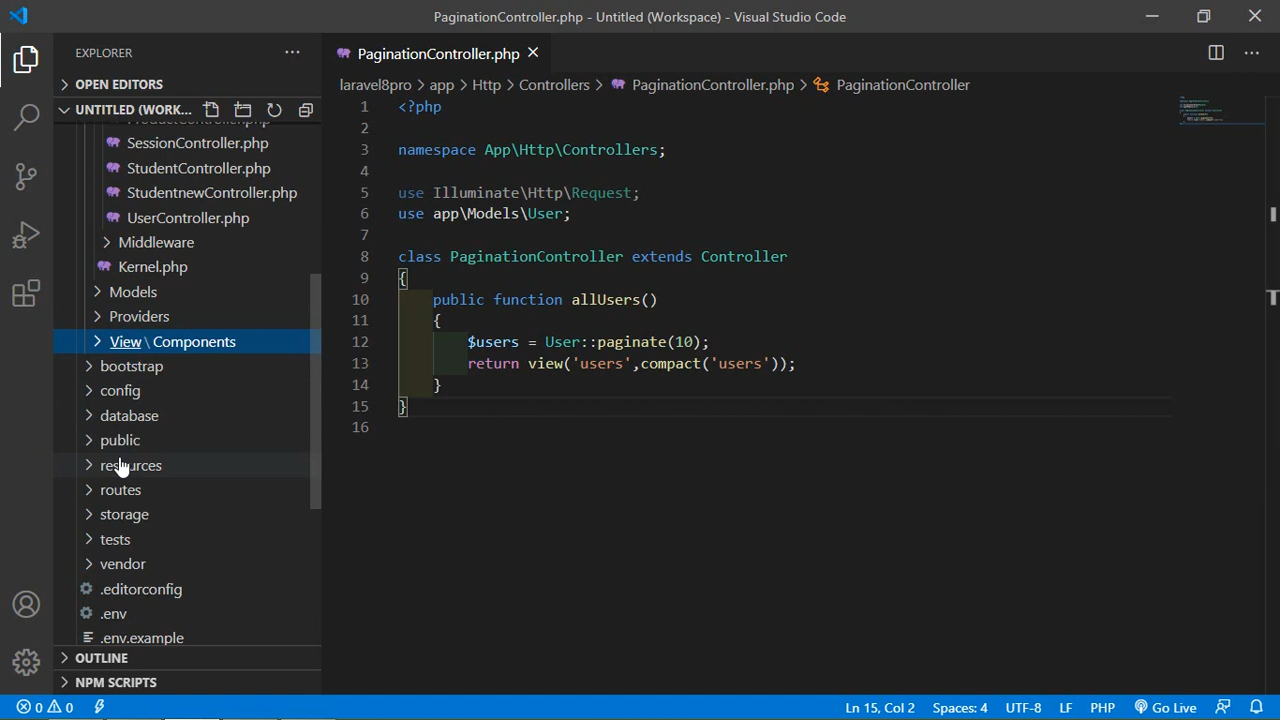 PaginationController.php - Untitled (Workspace) - Visual Studio Code
EXPLORER
OPEN EDITORS
UNTITLED (WORK...
SessionController.php
StudentController.php
StudentnewController.php
UserController.php
Middleware
Kernel.php
Models
Providers
View \ Components
bootstrap
config
database
public
resources
routes
storage
tests
vendor
.editorconfig
.env
.env.example
OUTLINE
NPM SCRIPTS
PaginationController.php
laravel8pro > app > Http > Controllers > PaginationController.php > PaginationController
1 <?php
2
3 namespace App\Http\Controllers;
4
5 use Illuminate\Http\Request;
6 use app\Models\User;
7
8 class PaginationController extends Controller
9 {
10 public function allUsers()
11 {
12 $users = User::paginate(10);
13 return view('users',compact('users'));
14 }
15 }
16
0 0
Ln 15, Col 2 Spaces: 4 UTF-8 LF PHP Go Live